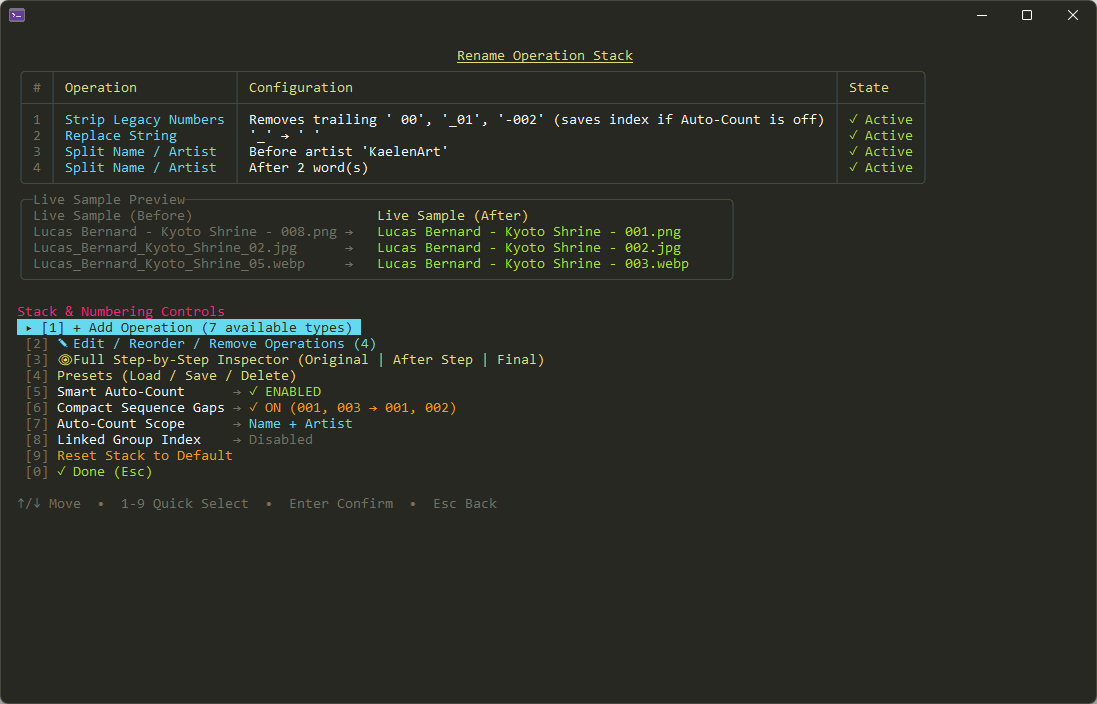 Rename Operation Stack
# Operation Configuration State
1 Strip Legacy Numbers Removes trailing ' 00', '_01', '-002' (saves index if Auto-Count is off) ✓ Active
2 Replace String '_' → ' ' ✓ Active
3 Split Name / Artist Before artist 'KaelenArt' ✓ Active
4 Split Name / Artist After 2 word(s) ✓ Active
Live Sample Preview
Live Sample (Before) Live Sample (After)
Lucas Bernard - Kyoto Shrine - 008.png → Lucas Bernard - Kyoto Shrine - 001.png
Lucas_Bernard_Kyoto_Shrine_02.jpg → Lucas Bernard - Kyoto Shrine - 002.jpg
Lucas_Bernard_Kyoto_Shrine_05.webp → Lucas Bernard - Kyoto Shrine - 003.webp
Stack & Numbering Controls
▸ [1] + Add Operation (7 available types)
[2] ✎ Edit / Reorder / Remove Operations (4)
[3] ◎Full Step-by-Step Inspector (Original | After Step | Final)
[4] Presets (Load / Save / Delete)
[5] Smart Auto-Count → ✓ ENABLED
[6] Compact Sequence Gaps → ✓ ON (001, 003 → 001, 002)
[7] Auto-Count Scope → Name + Artist
[8] Linked Group Index → Disabled
[9] Reset Stack to Default
[0] ✓ Done (Esc)
↑/↓ Move • 1-9 Quick Select • Enter Confirm • Esc Back